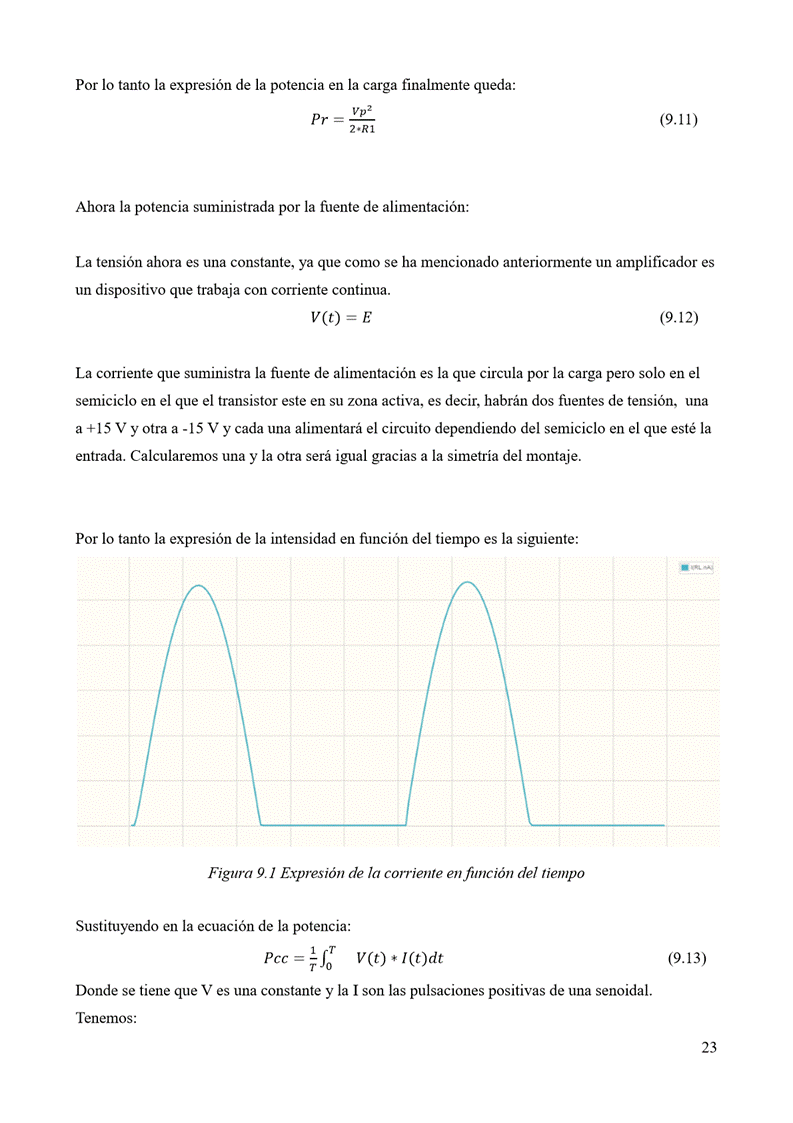 Por lo tanto la expresión de la potencia en la carga finalmente queda:
Pr = Vp² / 2∗R1 (9.11)
Ahora la potencia suministrada por la fuente de alimentación:
La tensión ahora es una constante, ya que como se ha mencionado anteriormente un amplificador es
un dispositivo que trabaja con corriente continua.
V(t) = E (9.12)
La corriente que suministra la fuente de alimentación es la que circula por la carga pero solo en el
semiciclo en el que el transistor este en su zona activa, es decir, habrán dos fuentes de tensión, una
a +15 V y otra a -15 V y cada una alimentará el circuito dependiendo del semiciclo en el que esté la
entrada. Calcularemos una y la otra será igual gracias a la simetría del montaje.
Por lo tanto la expresión de la intensidad en función del tiempo es la siguiente:
Figura 9.1 Expresión de la corriente en función del tiempo
Sustituyendo en la ecuación de la potencia:
Pcc = 1/T ∫₀ᵀ V(t) ∗ I(t)dt (9.13)
Donde se tiene que V es una constante y la I son las pulsaciones positivas de una senoidal.
Tenemos:
23